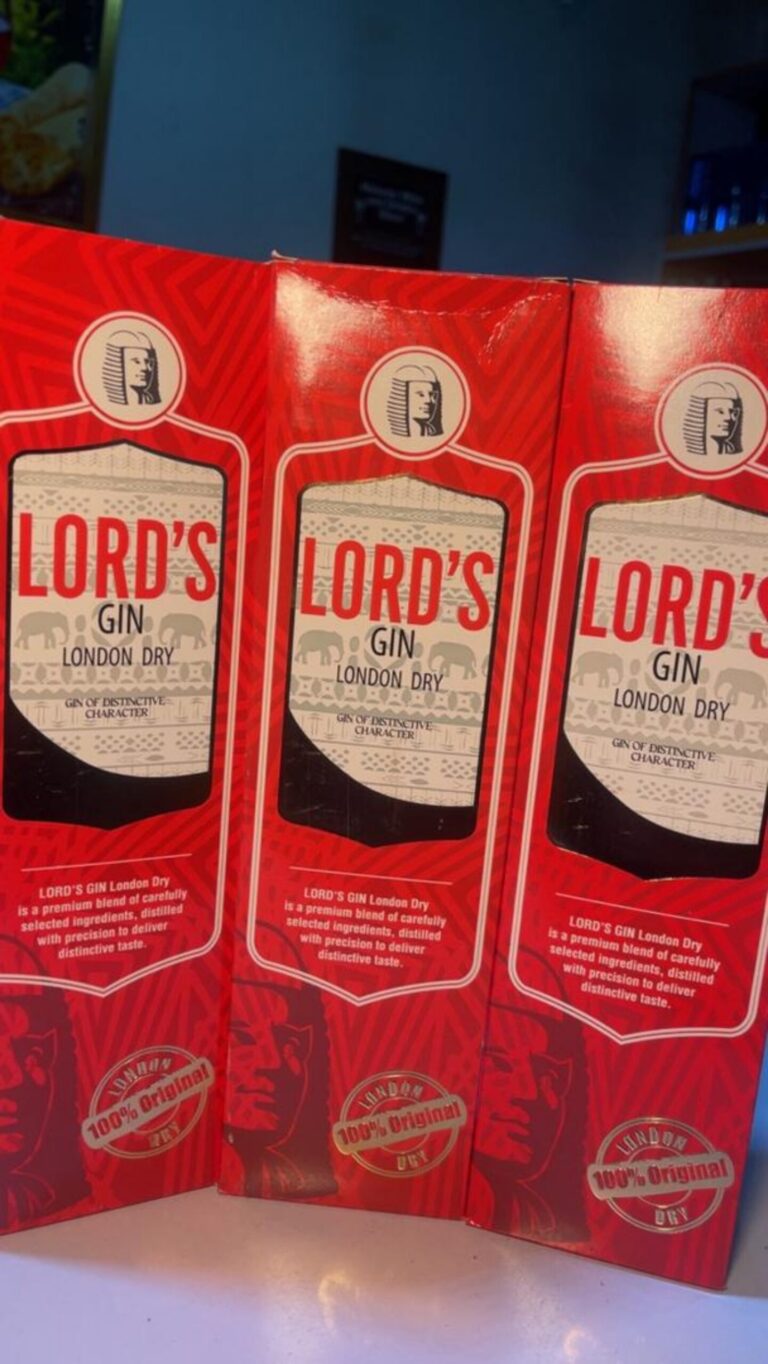 LORD'S
GIN
LONDON DRY
GIN OF DISTINCTIVE
CHARACTER
LORD'S GIN London Dry
is a premium blend of carefully
selected ingredients, distilled
with precision to deliver
distinctive taste.
LONDON
100% Original
DRY
LORD'S
GIN
LONDON DRY
GIN OF DISTINCTIVE
CHARACTER
LORD'S GIN London Dry
is a premium blend of carefully
selected ingredients, distilled
with precision to deliver
distinctive taste.
LONDON
100% Original
DRY
LORD'S
GIN
LONDON DRY
GIN OF DISTINCTIVE
CHARACTER
LORD'S GIN London Dry
is a premium blend of carefully
selected ingredients, distilled
with precision to deliver
distinctive taste.
LONDON
100% Original
DRY